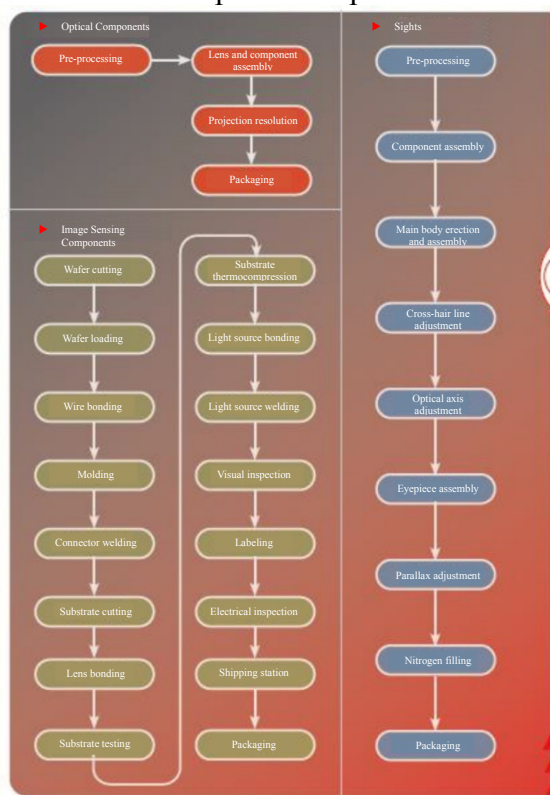 Optical Components
Pre-processing
Lens and component
assembly
Projection resolution
Packaging
Image Sensing
Components
Wafer cutting
Wafer loading
Wire bonding
Molding
Connector welding
Substrate cutting
Lens bonding
Substrate testing
Substrate
thermocompression
Light source bonding
Light source welding
Visual inspection
Labeling
Electrical inspection
Shipping station
Packaging
Sights
Pre-processing
Component assembly
Main body erection
and assembly
Cross-hair line
adjustment
Optical axis
adjustment
Eyepiece assembly
Parallax adjustment
Nitrogen filling
Packaging